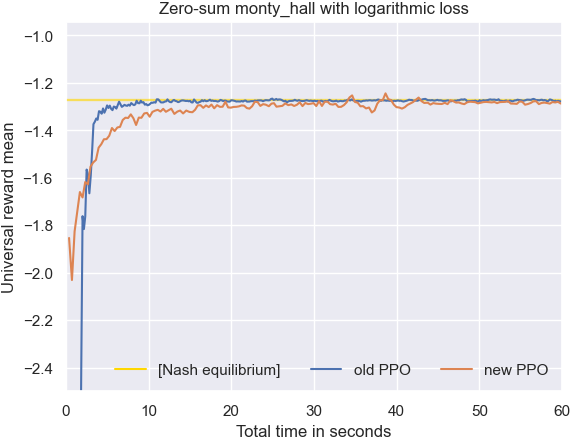 Zero-sum monty_hall with logarithmic loss
−1.0
−1.2
−1.4
−1.6
−1.8
−2.0
−2.2
−2.4
Universal reward mean
[Nash equilibrium]
old PPO
new PPO
0 10 20 30 40 50 60
Total time in seconds